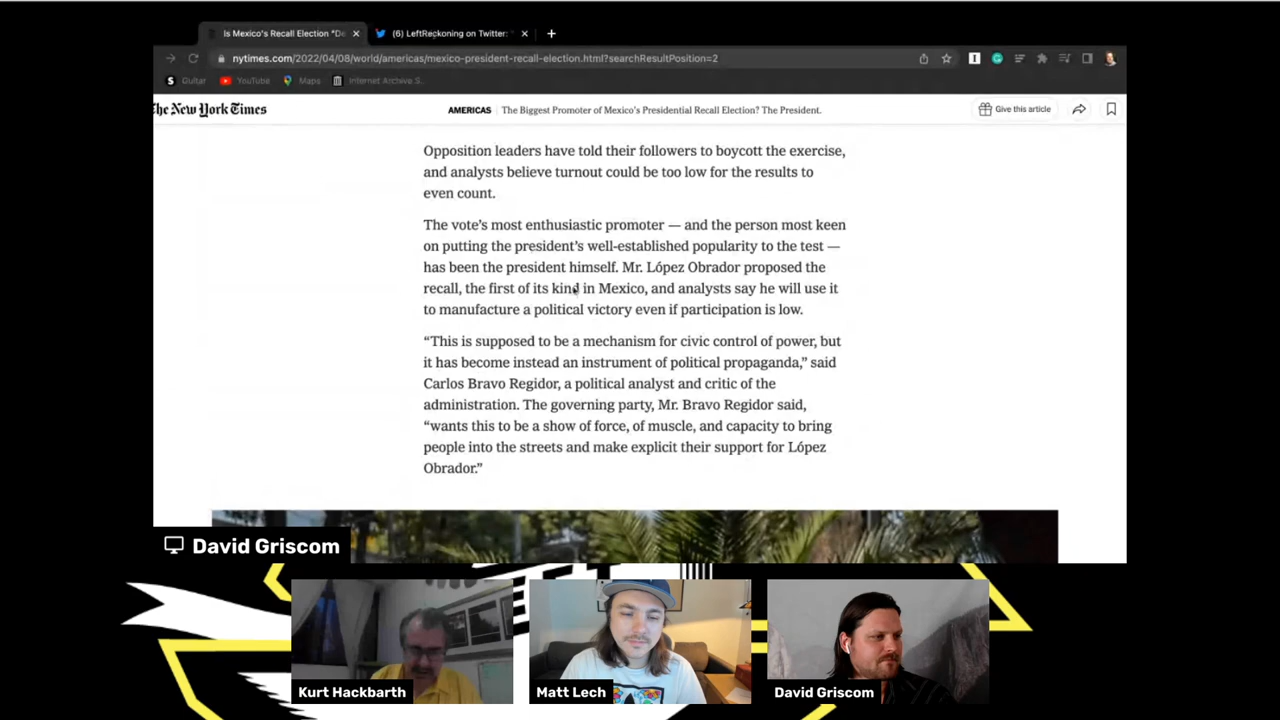 Is Mexico's Recall Election "De
(6) LeftReckoning on Twitter: "
nytimes.com/2022/04/08/world/americas/mexico-president-recall-election.html?searchResultPosition=2
Guitar
YouTube
Maps
Internet Archive S...
The New York Times
AMERICAS
The Biggest Promoter of Mexico's Presidential Recall Election? The President.
Give this article
Opposition leaders have told their followers to boycott the exercise,
and analysts believe turnout could be too low for the results to
even count.
The vote's most enthusiastic promoter — and the person most keen
on putting the president's well-established popularity to the test —
has been the president himself. Mr. López Obrador proposed the
recall, the first of its kind in Mexico, and analysts say he will use it
to manufacture a political victory even if participation is low.
“This is supposed to be a mechanism for civic control of power, but
it has become instead an instrument of political propaganda,” said
Carlos Bravo Regidor, a political analyst and critic of the
administration. The governing party, Mr. Bravo Regidor said,
“wants this to be a show of force, of muscle, and capacity to bring
people into the streets and make explicit their support for López
Obrador.”
David Griscom
Kurt Hackbarth
Matt Lech
David Griscom